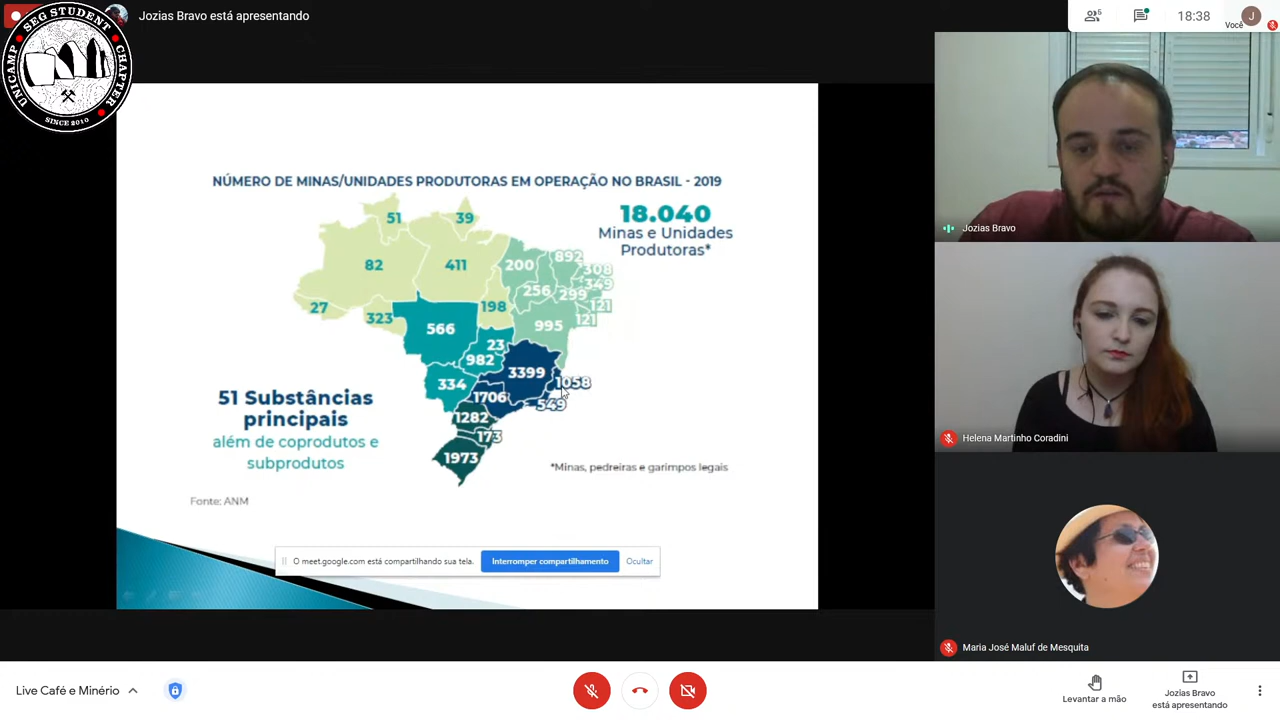 Jozias Bravo está apresentando
5
18:38
J
Você
SEG STUDENT CHAPTER
UNICAMP
SINCE 2010
NÚMERO DE MINAS/UNIDADES PRODUTORAS EM OPERAÇÃO NO BRASIL - 2019
18.040
Minas e Unidades
Produtoras*
51
39
82
411
200
892
308
349
256
299
121
121
27
323
198
566
995
23
982
3399
1058
334
1706
549
1282
173
1973
51 Substâncias
principais
além de coprodutos e
subprodutos
*Minas, pedreiras e garimpos legais
Fonte: ANM
O meet.google.com está compartilhando sua tela.
Interromper compartilhamento
Ocultar
Jozias Bravo
Helena Martinho Coradini
Maria José Maluf de Mesquita
Live Café e Minério
Levantar a mão
Jozias Bravo
está apresentando